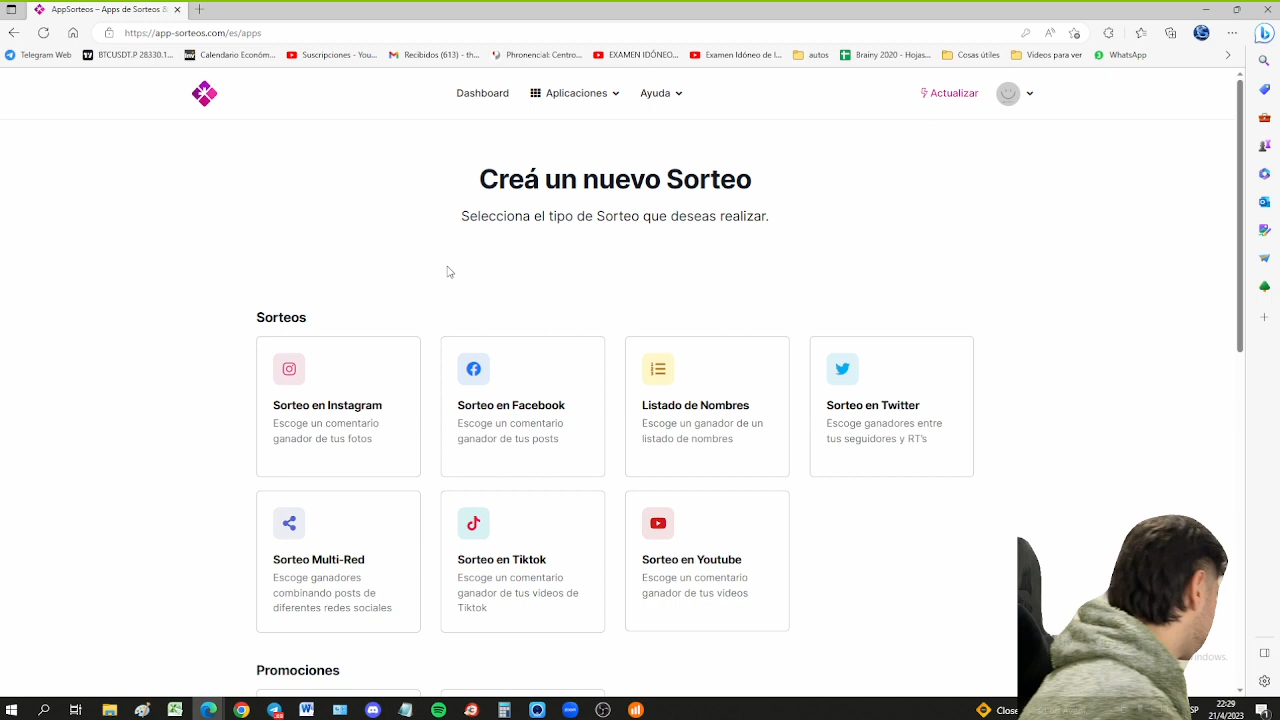 AppSorteos – Apps de Sorteos &
https://app-sorteos.com/es/apps
Telegram Web
BTCUSDT.P 28330.1...
Calendario Económ...
Suscripciones - You...
Recibidos (613) - th...
Phronencial: Centro...
EXAMEN IDÓNEO...
Examen Idóneo de l...
autos
Brainy 2020 - Hojas...
Cosas útiles
Videos para ver
WhatsApp
Dashboard
Aplicaciones
Ayuda
Actualizar
Creá un nuevo Sorteo
Selecciona el tipo de Sorteo que deseas realizar.
Sorteos
Sorteo en Instagram
Escoge un comentario
ganador de tus fotos
Sorteo en Facebook
Escoge un comentario
ganador de tus posts
Listado de Nombres
Escoge un ganador de un
listado de nombres
Sorteo en Twitter
Escoge ganadores entre
tus seguidores y RT's
Sorteo Multi-Red
Escoge ganadores
combinando posts de
diferentes redes sociales
Sorteo en Tiktok
Escoge un comentario
ganador de tus videos de
Tiktok
Sorteo en Youtube
Escoge un comentario
ganador de tus videos
Promociones
Close
SP
22:29
21/4/2023